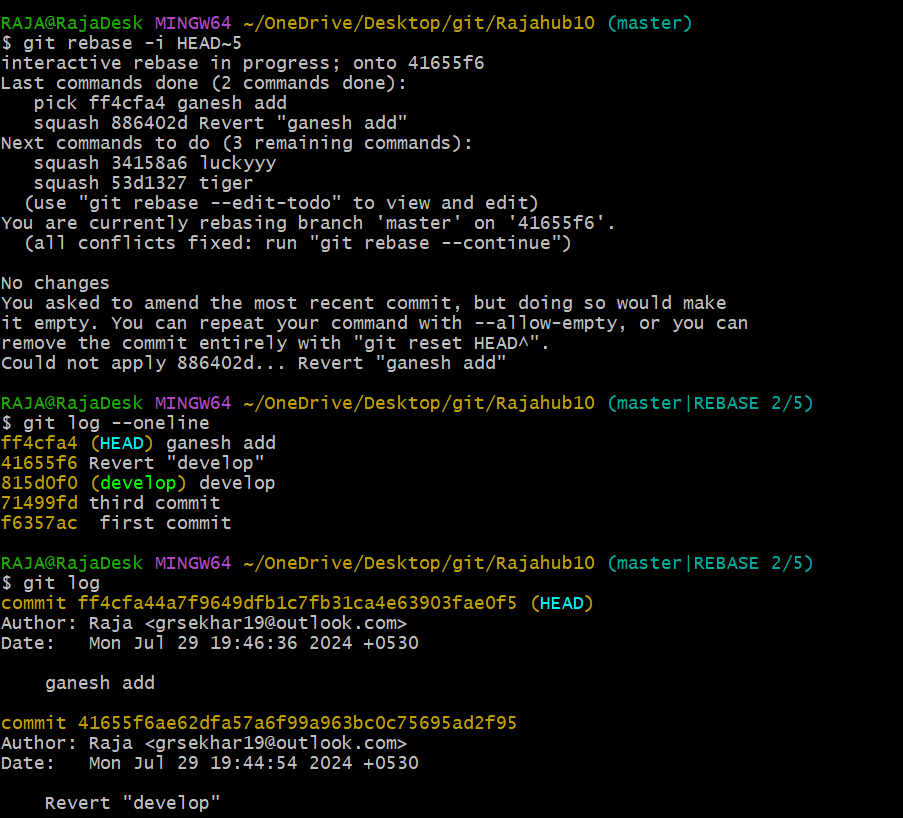 RAJA@RajaDesk MINGW64 ~/OneDrive/Desktop/git/Rajahub10 (master)
$ git rebase -i HEAD~5
interactive rebase in progress; onto 41655f6
Last commands done (2 commands done):
   pick ff4cfa4 ganesh add
   squash 886402d Revert "ganesh add"
Next commands to do (3 remaining commands):
   squash 34158a6 luckyyy
   squash 53d1327 tiger
  (use "git rebase --edit-todo" to view and edit)
You are currently rebasing branch 'master' on '41655f6'.
  (all conflicts fixed: run "git rebase --continue")

No changes
You asked to amend the most recent commit, but doing so would make
it empty. You can repeat your command with --allow-empty, or you can
remove the commit entirely with "git reset HEAD^".
Could not apply 886402d... Revert "ganesh add"

RAJA@RajaDesk MINGW64 ~/OneDrive/Desktop/git/Rajahub10 (master|REBASE 2/5)
$ git log --oneline
ff4cfa4 (HEAD) ganesh add
41655f6 Revert "develop"
815d0f0 (develop) develop
71499fd third commit
f6357ac  first commit

RAJA@RajaDesk MINGW64 ~/OneDrive/Desktop/git/Rajahub10 (master|REBASE 2/5)
$ git log
commit ff4cfa44a7f9649dfb1c7fb31ca4e63903fae0f5 (HEAD)
Author: Raja <grsekhar19@outlook.com>
Date:   Mon Jul 29 19:46:36 2024 +0530

    ganesh add

commit 41655f6ae62dfa57a6f99a963bc0c75695ad2f95
Author: Raja <grsekhar19@outlook.com>
Date:   Mon Jul 29 19:44:54 2024 +0530

    Revert "develop"